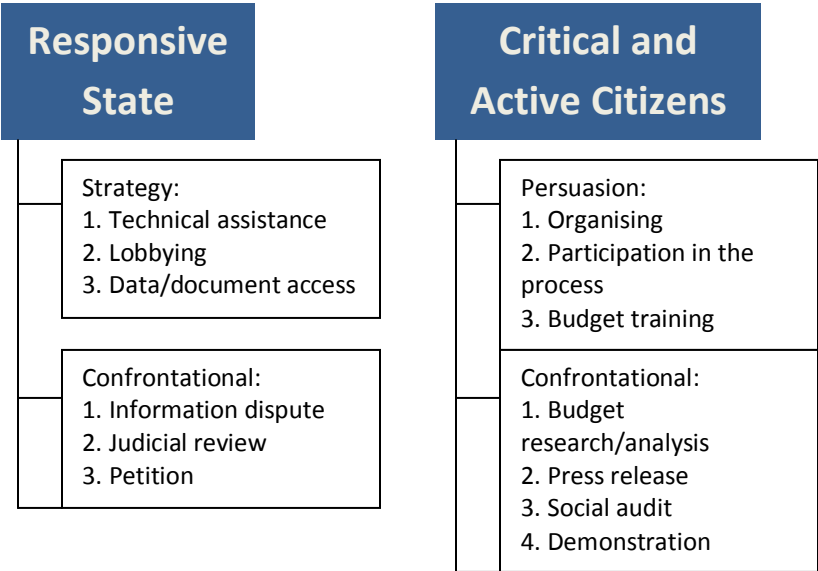 Responsive
State
Strategy:
1. Technical assistance
2. Lobbying
3. Data/document access
Confrontational:
1. Information dispute
2. Judicial review
3. Petition
Critical and
Active Citizens
Persuasion:
1. Organising
2. Participation in the
process
3. Budget training
Confrontational:
1. Budget
research/analysis
2. Press release
3. Social audit
4. Demonstration